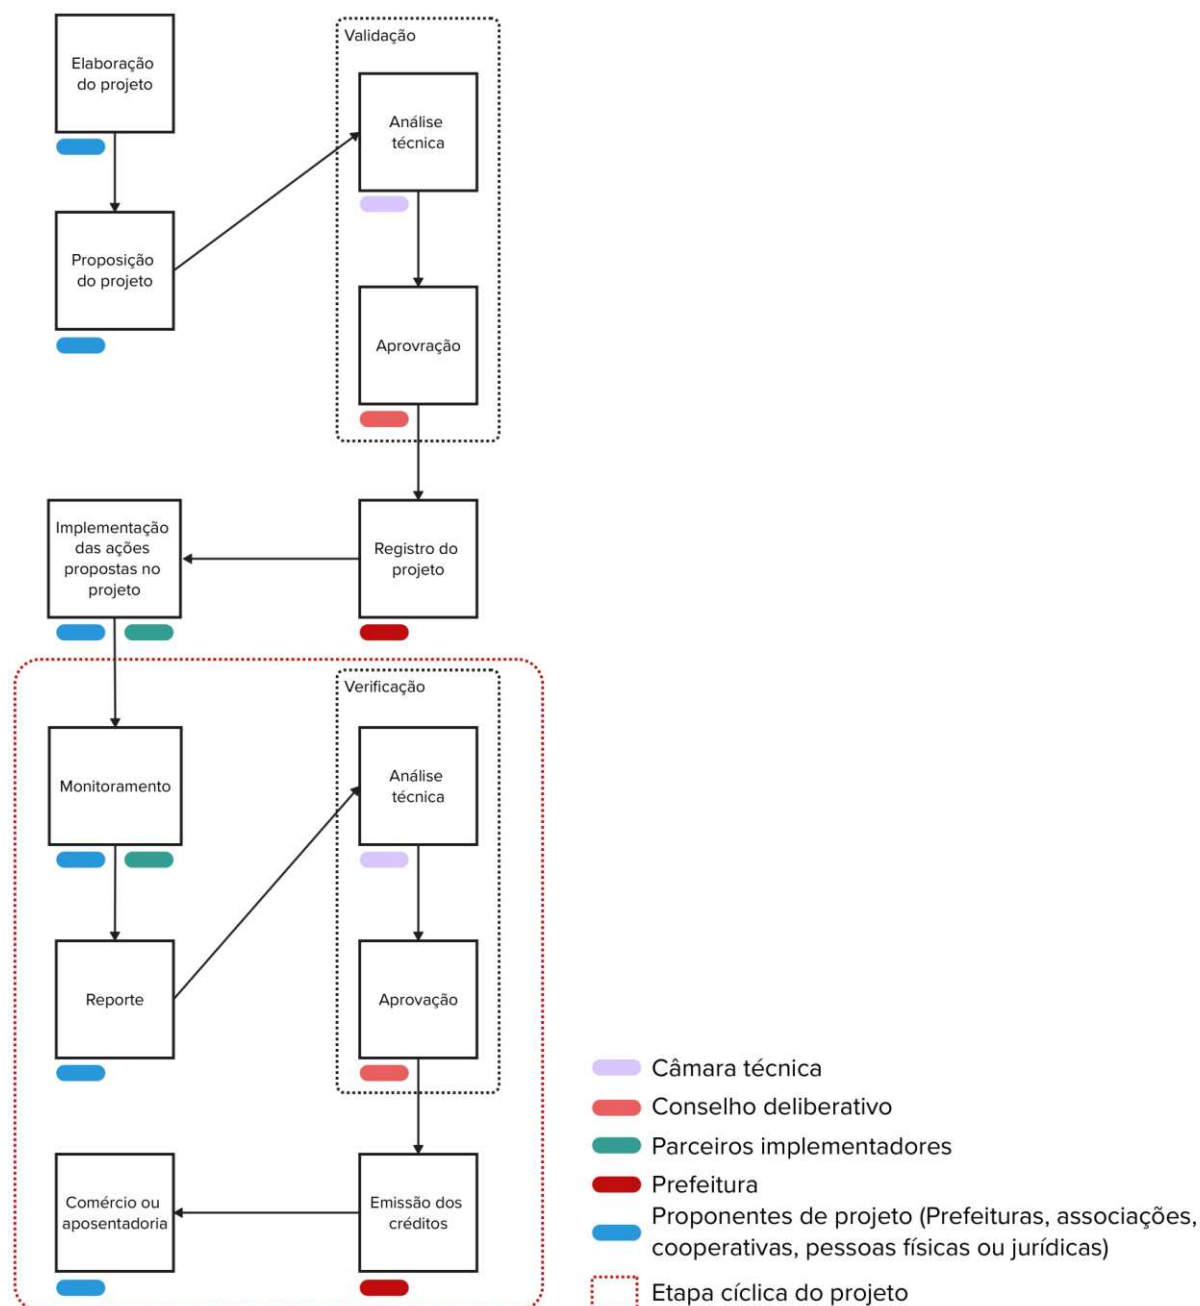 Elaboração
do projeto
Proposição
do projeto
Validação
Análise
técnica
Aprovração
Registro do
projeto
Implementação
das ações
propostas no
projeto
Monitoramento
Reporte
Verificação
Análise
técnica
Aprovação
Emissão dos
créditos
Comércio ou
aposentadoria
Câmara técnica
Conselho deliberativo
Parceiros implementadores
Prefeitura
Proponentes de projeto (Prefeituras, associações,
cooperativas, pessoas físicas ou jurídicas)
Etapa cíclica do projeto